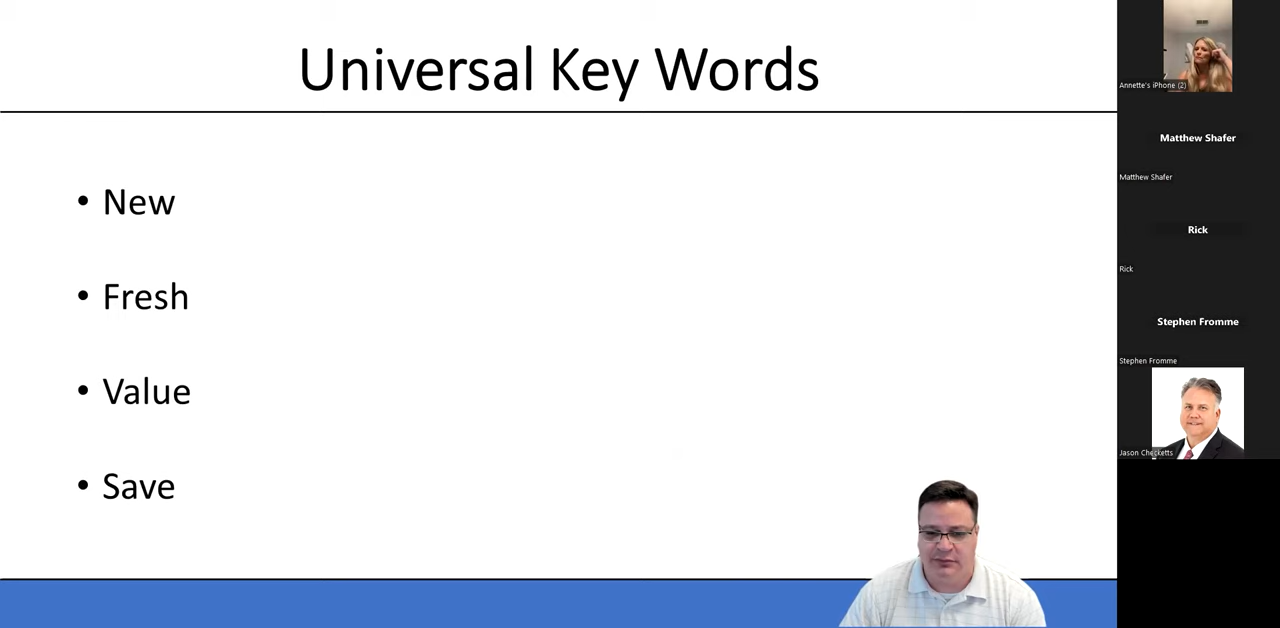 Universal Key Words
• New
• Fresh
• Value
• Save
Annette's iPhone (2)
Matthew Shafer
Matthew Shafer
Rick
Rick
Stephen Fromme
Stephen Fromme
Jason Checketts